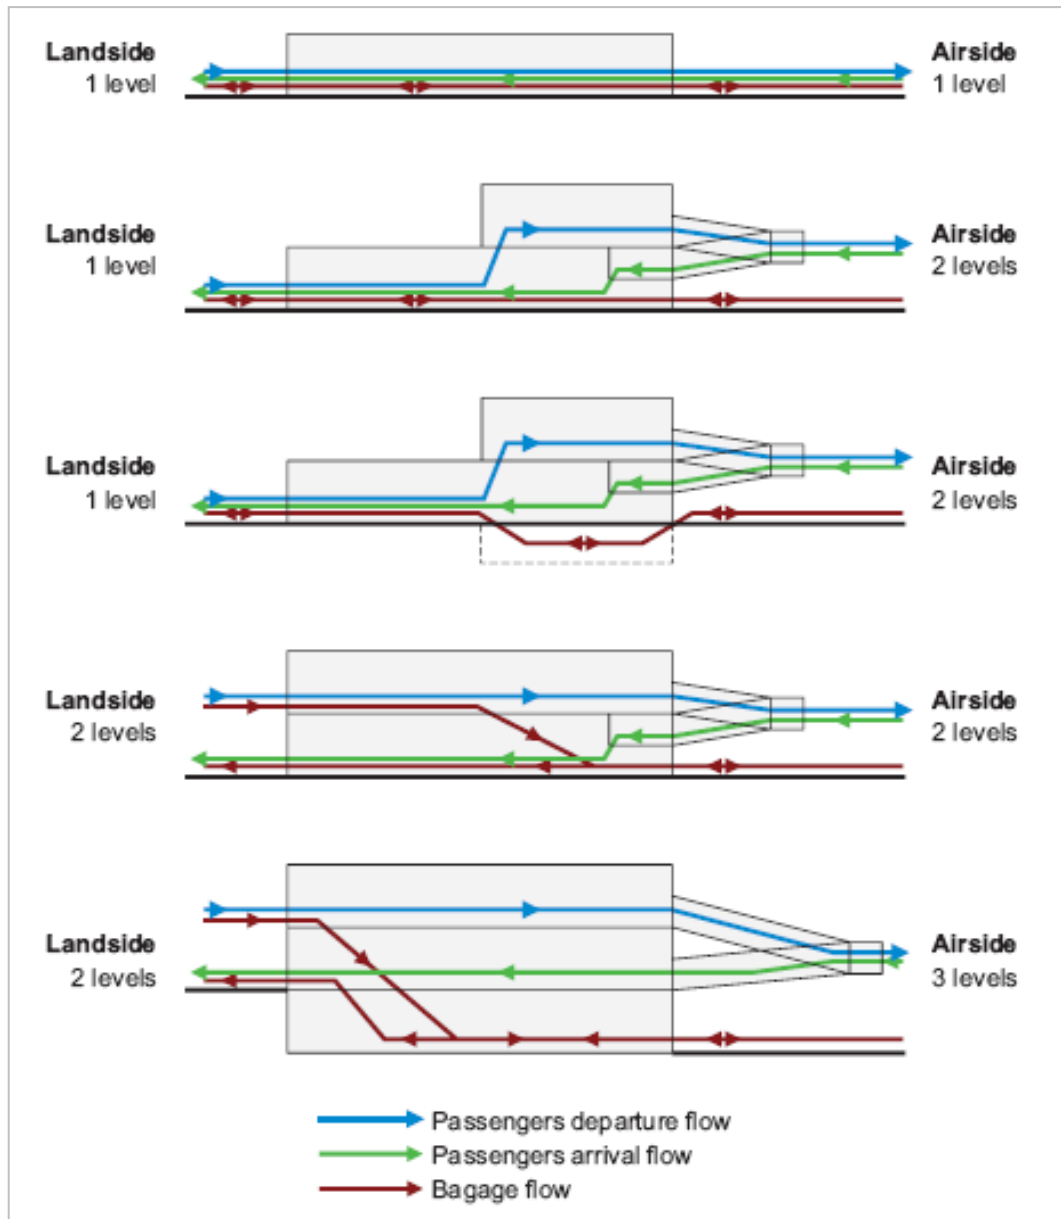 Landside
1 level
Airside
1 level
Landside
1 level
Airside
2 levels
Landside
1 level
Airside
2 levels
Landside
2 levels
Airside
2 levels
Landside
2 levels
Airside
3 levels
Passengers departure flow
Passengers arrival flow
Bagage flow